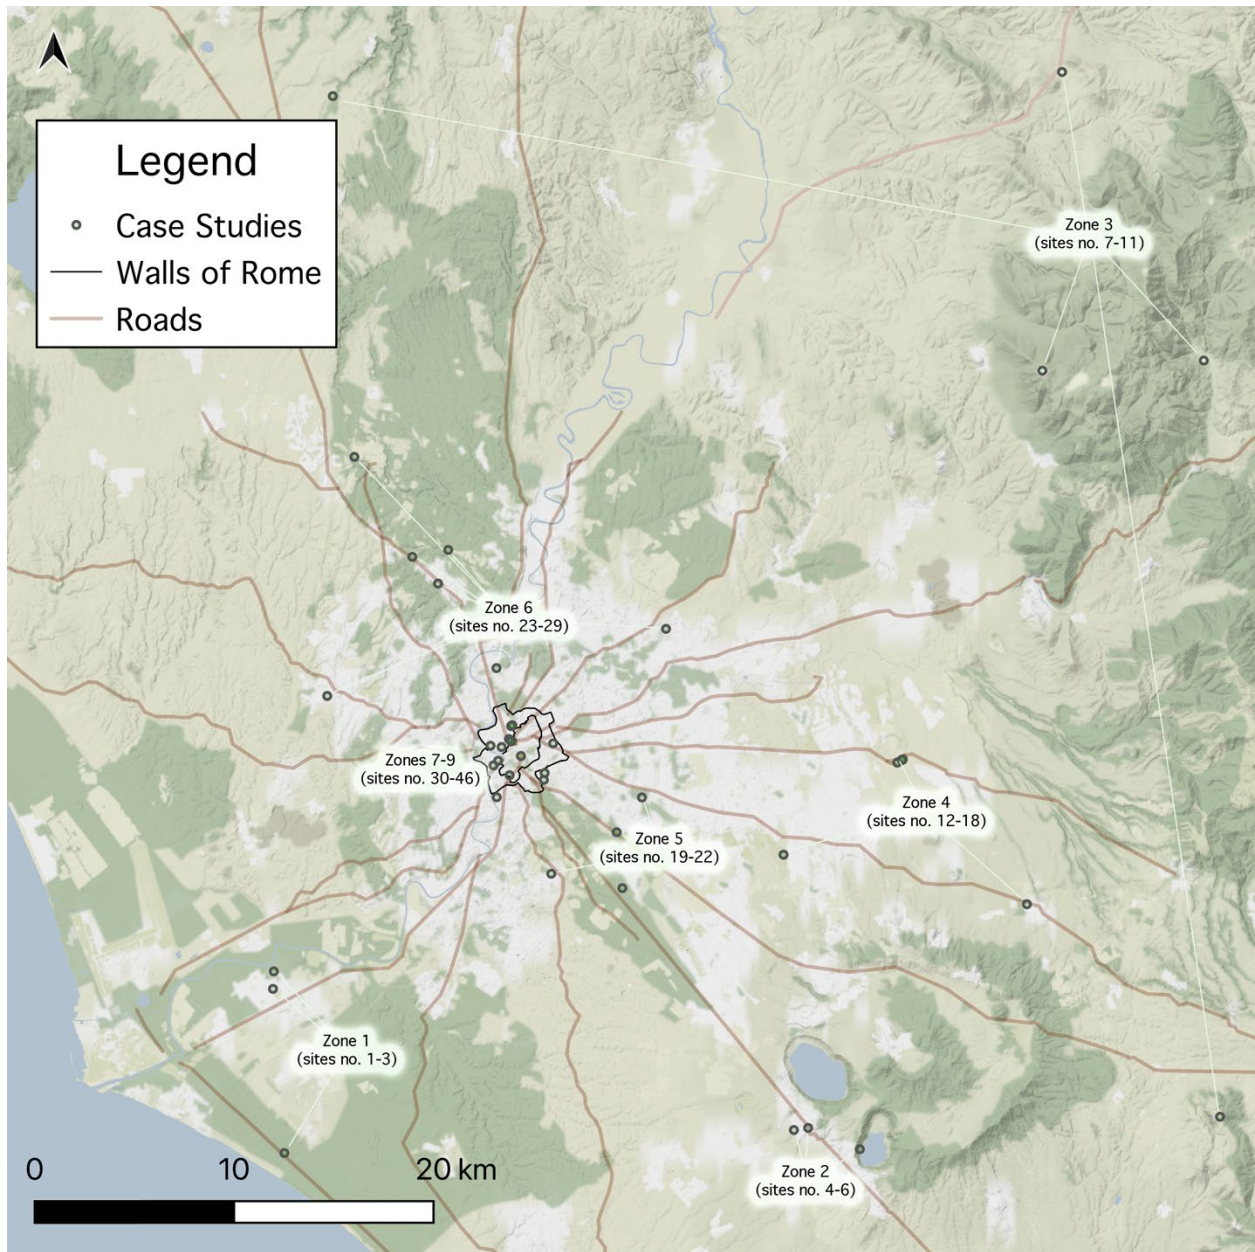 Legend
Case Studies
Walls of Rome
Roads
Zone 3
(sites no. 7-11)
Zone 6
(sites no. 23-29)
Zones 7-9
(sites no. 30-46)
Zone 4
(sites no. 12-18)
Zone 5
(sites no. 19-22)
Zone 1
(sites no. 1-3)
Zone 2
(sites no. 4-6)
0 10 20 km